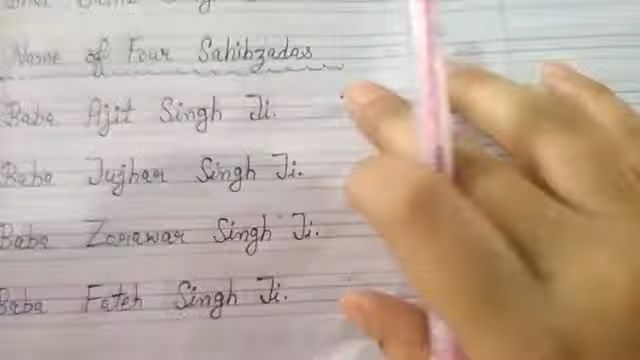 Name of Four Sahibzadas
Baba Ajit Singh Ji.
Baba Jujhar Singh Ji.
Baba Zorawar Singh Ji.
Baba Fateh Singh Ji.